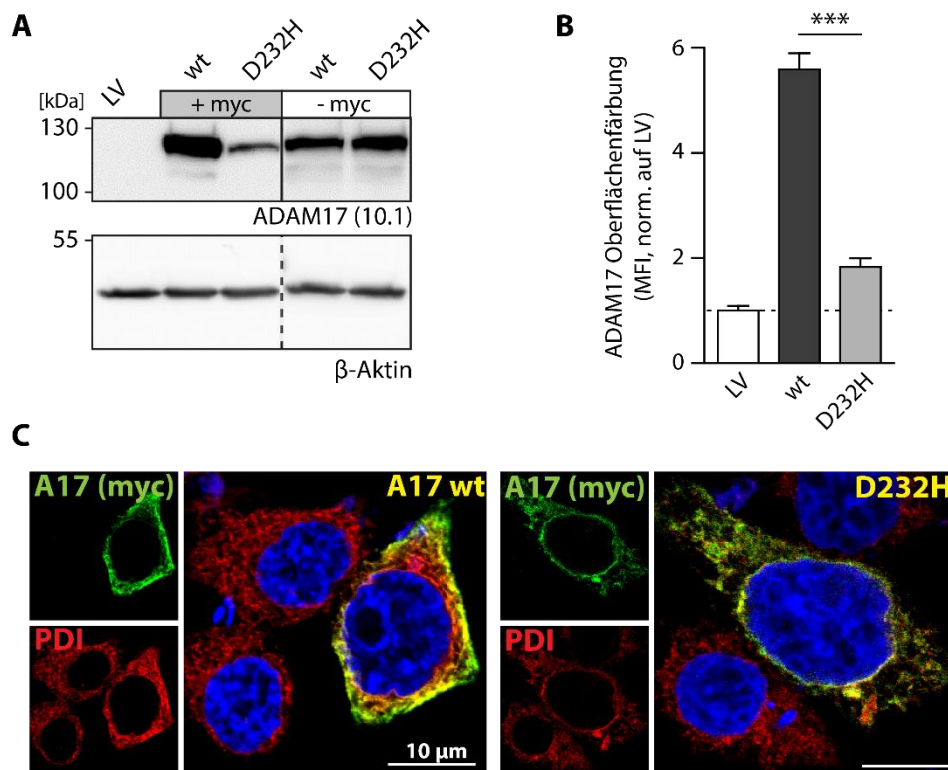 A
LV
wt
D232H
wt
D232H
[kDa]
+ myc
- myc
130
100
ADAM17 (10.1)
55
β-Aktin
B
***
ADAM17 Oberflächenfärbung
(MFI, norm. auf LV)
6
4
2
0
LV
wt
D232H
C
A17 (myc)
A17 wt
PDI
10 µm
A17 (myc)
D232H
PDI